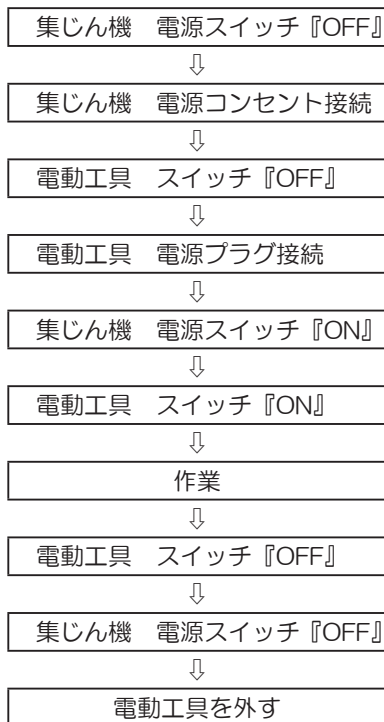 集じん機　電源スイッチ『OFF』
⇩
集じん機　電源コンセント接続
⇩
電動工具　スイッチ『OFF』
⇩
電動工具　電源プラグ接続
⇩
集じん機　電源スイッチ『ON』
⇩
電動工具　スイッチ『ON』
⇩
作業
⇩
電動工具　スイッチ『OFF』
⇩
集じん機　電源スイッチ『OFF』
⇩
電動工具を外す